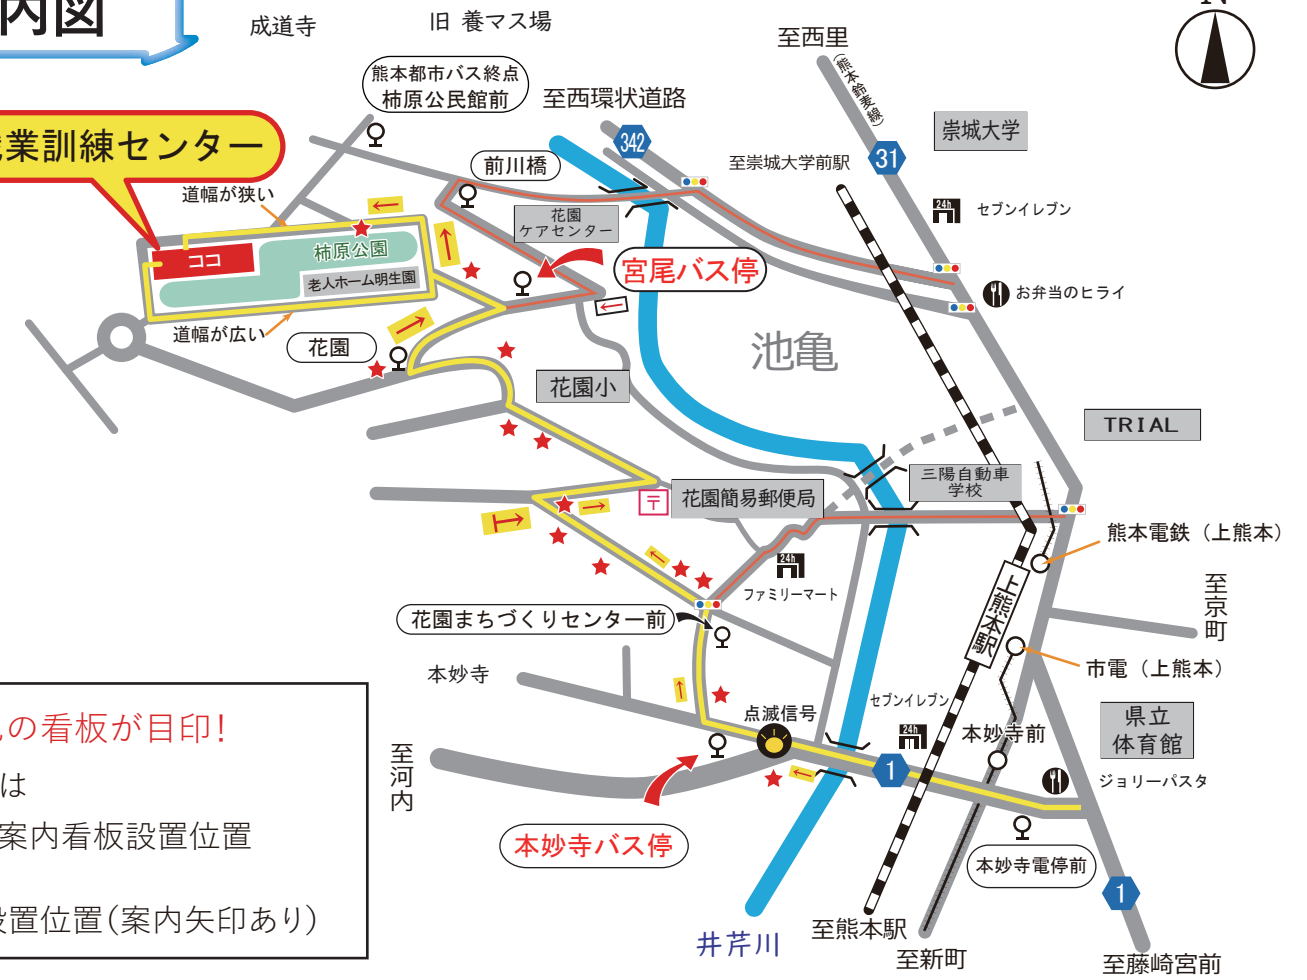 内図
成道寺
旧 養マス場
N
至西里
(熊本鈴麦線)
熊本都市バス終点
柿原公民館前
至西環状道路
342
31
崇城大学
業訓練センター
前川橋
至崇城大学前駅
24h
セブンイレブン
道幅が狭い
花園
ケアセンター
柿原公園
ココ
老人ホーム明生園
宮尾バス停
お弁当のヒライ
道幅が広い
花園
池亀
花園小
TRIAL
三陽自動車
学校
〒
花園簡易郵便局
熊本電鉄（上熊本）
24h
ファミリーマート
上熊本駅
至京町
花園まちづくりセンター前
市電（上熊本）
本妙寺
セブンイレブン
24h
点滅信号
本妙寺前
県立
体育館
至河内
1
ジョリーパスタ
の看板が目印！
は
案内看板設置位置
設置位置（案内矢印あり）
本妙寺バス停
本妙寺電停前
1
井芹川
至熊本駅
至新町
至藤崎宮前